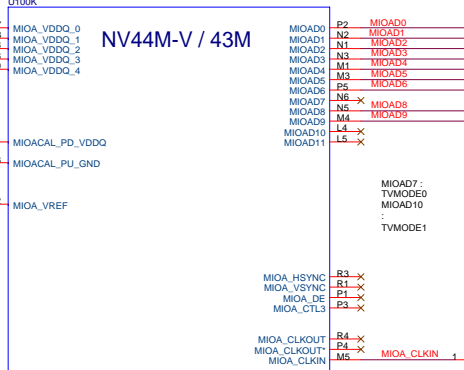 U100K
NV44M-V / 43M
MIOA_VDDQ_0
MIOA_VDDQ_1
MIOA_VDDQ_2
MIOA_VDDQ_3
MIOA_VDDQ_4
MIOACAL_PD_VDDQ
MIOACAL_PU_GND
MIOA_VREF
MIOAD0 P2 MIOAD0
MIOAD1 N2 MIOAD1
MIOAD2 N1 MIOAD2
MIOAD3 N3 MIOAD3
MIOAD4 M1 MIOAD4
MIOAD5 M3 MIOAD5
MIOAD6 P5 MIOAD6
MIOAD7 N6
MIOAD8 N5 MIOAD8
MIOAD9 M4 MIOAD9
MIOAD10 L4
MIOAD11 L5
MIOAD7 :
TVMODE0
MIOAD10
:
TVMODE1
MIOA_HSYNC R3
MIOA_VSYNC R1
MIOA_DE P1
MIOA_CTL3 P3
MIOA_CLKOUT R4
MIOA_CLKOUT* P4
MIOA_CLKIN M5 MIOA_CLKIN 1